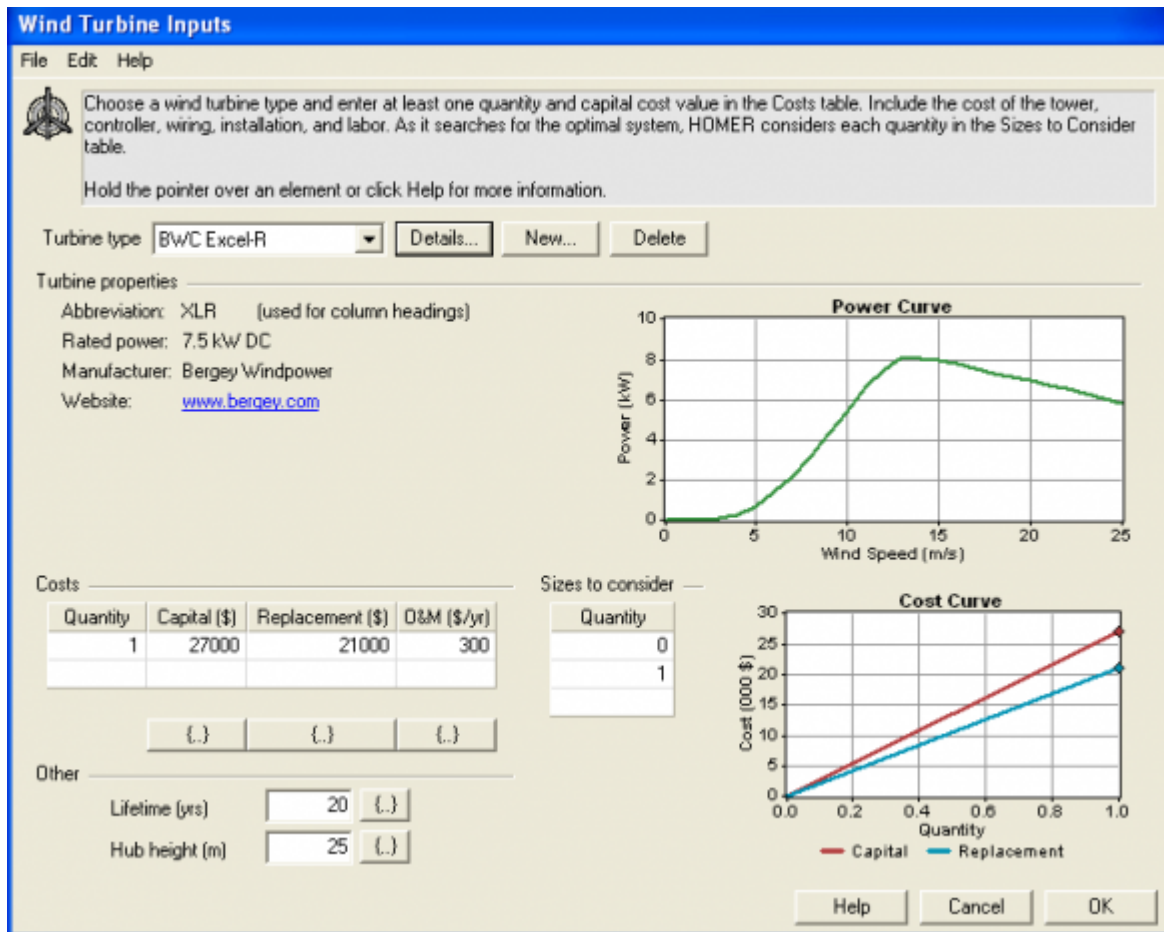 Wind Turbine Inputs
File Edit Help
Choose a wind turbine type and enter at least one quantity and capital cost value in the Costs table. Include the cost of the tower,
controller, wiring, installation, and labor. As it searches for the optimal system, HOMER considers each quantity in the Sizes to Consider
table.
Hold the pointer over an element or click Help for more information.
Turbine type BWC Excel-R Details... New... Delete
Turbine properties
Abbreviation: XLR (used for column headings)
Rated power: 7.5 kW DC
Manufacturer: Bergey Windpower
Website: www.bergey.com
Power Curve
Power (kW)
10
8
6
4
2
0
0 5 10 15 20 25
Wind Speed (m/s)
Costs
Quantity Capital ($) Replacement ($) O&M ($/yr)
1 27000 21000 300
{..} {..} {..}
Sizes to consider
Quantity
0
1
Cost Curve
Cost (000 $)
30
25
20
15
10
5
0
0.0 0.2 0.4 0.6 0.8 1.0
Quantity
Capital Replacement
Other
Lifetime (yrs) 20 {..}
Hub height (m) 25 {..}
Help Cancel OK